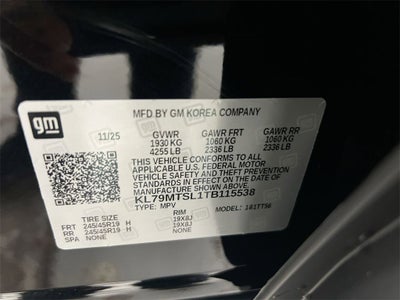 gm
MFD BY GM KOREA COMPANY
11/25 GVWR GAWR FRT GAWR RR
1930 KG 1060 KG 1060 KG
4255 LB 2336 LB 2336 LB
THIS VEHICLE CONFORMS TO ALL
APPLICABLE U.S. FEDERAL MOTOR
VEHICLE SAFETY AND THEFT PREVENTION
STANDARDS IN EFFECT ON THE DATE OF
MANUFACTURE SHOWN ABOVE.
KL79MTSL1TB115538
TYPE: MPV MODEL: 1A1TT56
TIRE SIZE RIM
FRT 245/45R19 H 19X8J
RR 245/45R19 H 19X8J
SPA NONE NONE